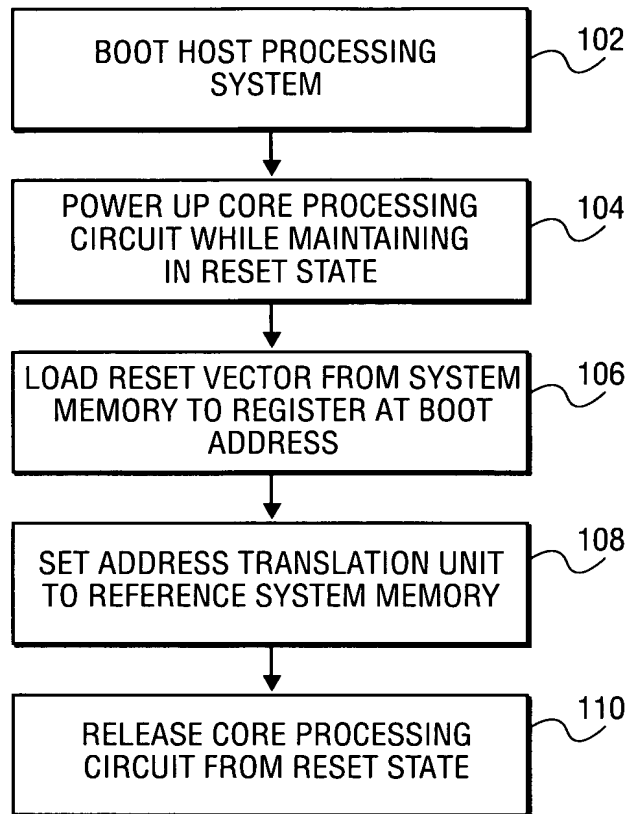 BOOT HOST PROCESSING
SYSTEM
102
POWER UP CORE PROCESSING
CIRCUIT WHILE MAINTAINING
IN RESET STATE
104
LOAD RESET VECTOR FROM SYSTEM
MEMORY TO REGISTER AT BOOT
ADDRESS
106
SET ADDRESS TRANSLATION UNIT
TO REFERENCE SYSTEM MEMORY
108
RELEASE CORE PROCESSING
CIRCUIT FROM RESET STATE
110